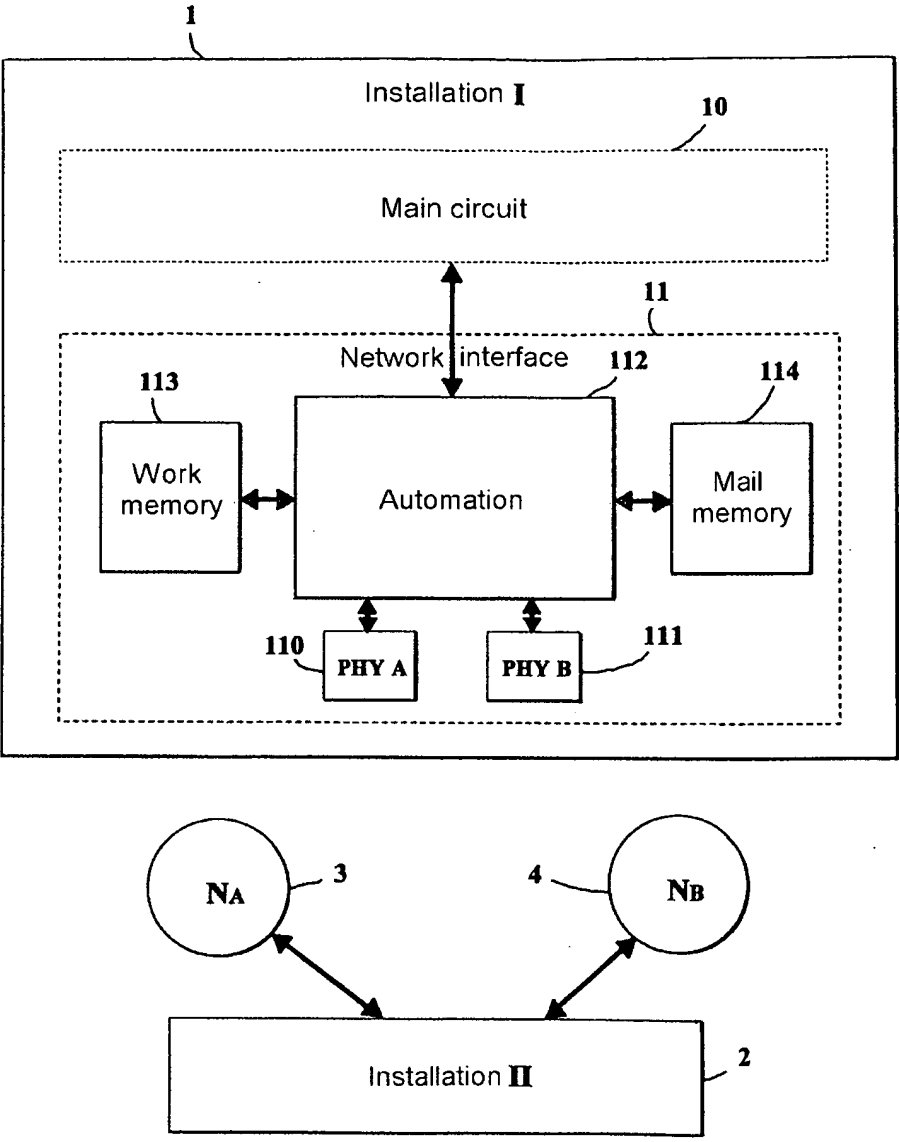 1
Installation I
10
Main circuit
11
Network interface
112
113
114
Work
memory
Automation
Mail
memory
110
PHY A
PHY B
111
NA
3
4
NB
Installation II
2